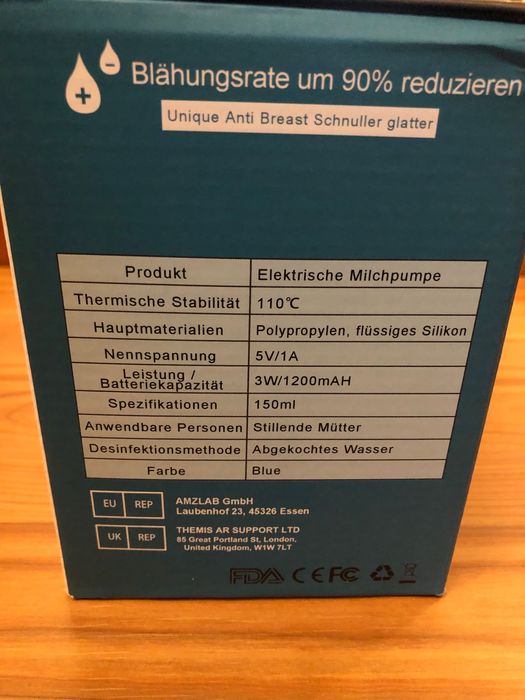 Blähungsrate um 90% reduzieren
Unique Anti Breast Schnuller glatter
Produkt Elektrische Milchpumpe
Thermische Stabilität 110℃
Hauptmaterialien Polypropylen, flüssiges Silikon
Nennspannung 5V/1A
Leistung /
Batteriekapazität 3W/1200mAH
Spezifikationen 150ml
Anwendbare Personen Stillende Mütter
Desinfektionsmethode Abgekochtes Wasser
Farbe Blue
EU REP AMZLAB GmbH
Laubenhof 23, 45326 Essen
UK REP THEMIS AR SUPPORT LTD
85 Great Portland St, London,
United Kingdom, W1W 7LT
FDA CE FC